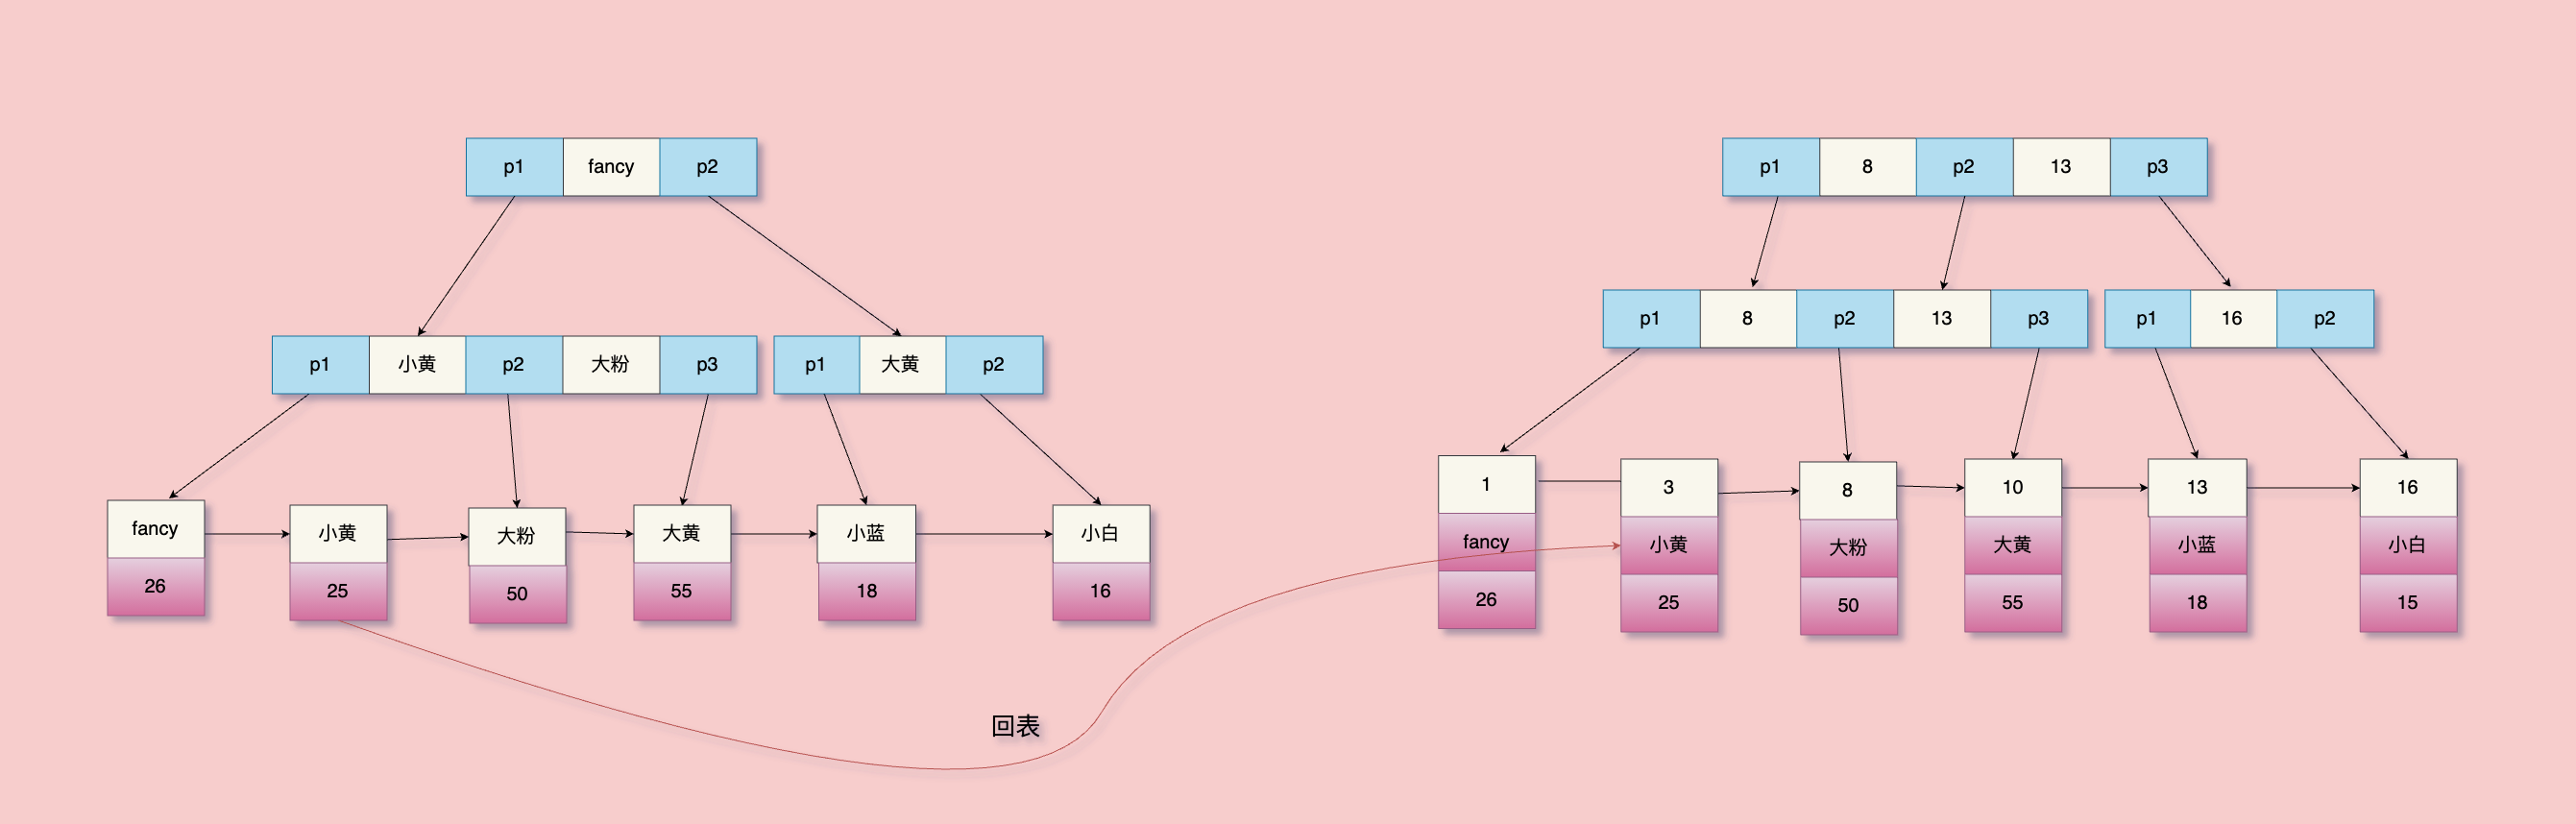 p1 fancy p2
p1 小黄 p2 大粉 p3
p1 大黄 p2
fancy
26
小黄
25
大粉
50
大黄
55
小蓝
18
小白
16
回表
p1 8 p2 13 p3
p1 8 p2 13 p3
p1 16 p2
1
fancy
26
3
小黄
25
8
大粉
50
10
大黄
55
13
小蓝
18
16
小白
15